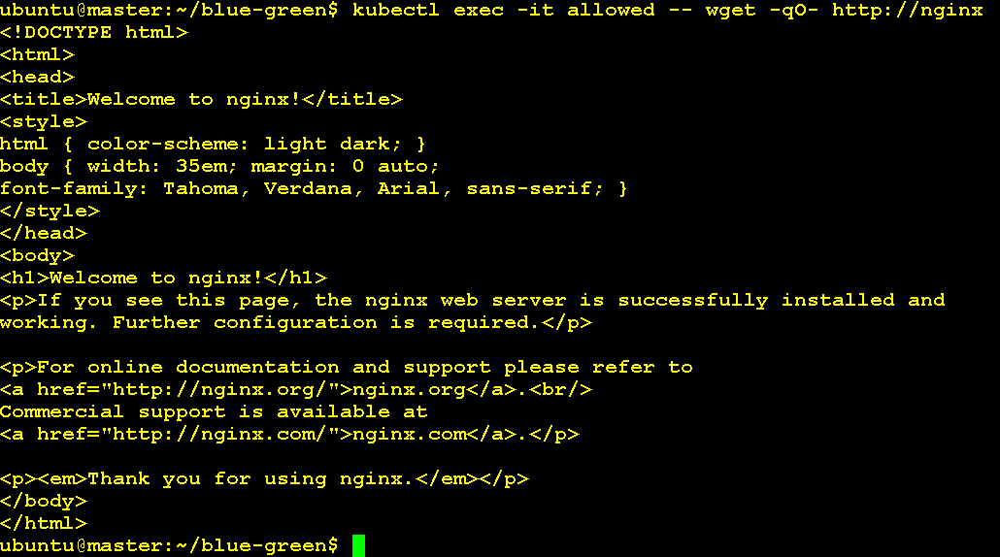 ubuntu@master:~/blue-green$ kubectl exec -it allowed -- wget -qO- http://nginx
<!DOCTYPE html>
<html>
<head>
<title>Welcome to nginx!</title>
<style>
html { color-scheme: light dark; }
body { width: 35em; margin: 0 auto;
font-family: Tahoma, Verdana, Arial, sans-serif; }
</style>
</head>
<body>
<h1>Welcome to nginx!</h1>
<p>If you see this page, the nginx web server is successfully installed and
working. Further configuration is required.</p>

<p>For online documentation and support please refer to
<a href="http://nginx.org/">nginx.org</a>.<br/>
Commercial support is available at
<a href="http://nginx.com/">nginx.com</a>.</p>

<p><em>Thank you for using nginx.</em></p>
</body>
</html>
ubuntu@master:~/blue-green$